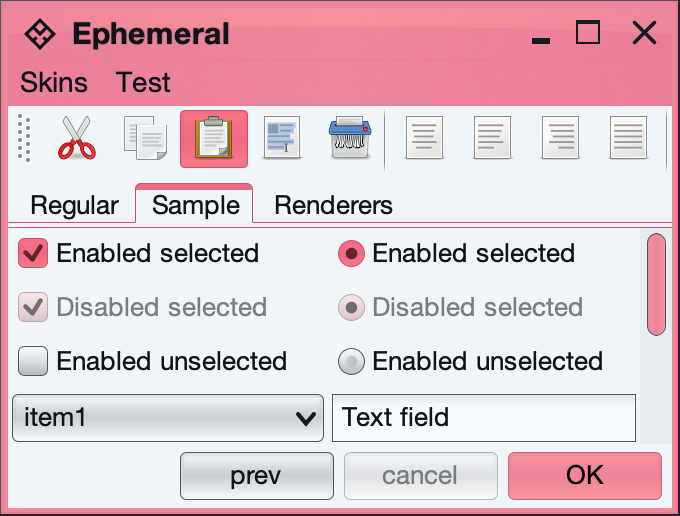 Ephemeral
Skins Test
Regular Sample Renderers
Enabled selected Enabled selected
Disabled selected Disabled selected
Enabled unselected Enabled unselected
item1 Text field
prev cancel OK